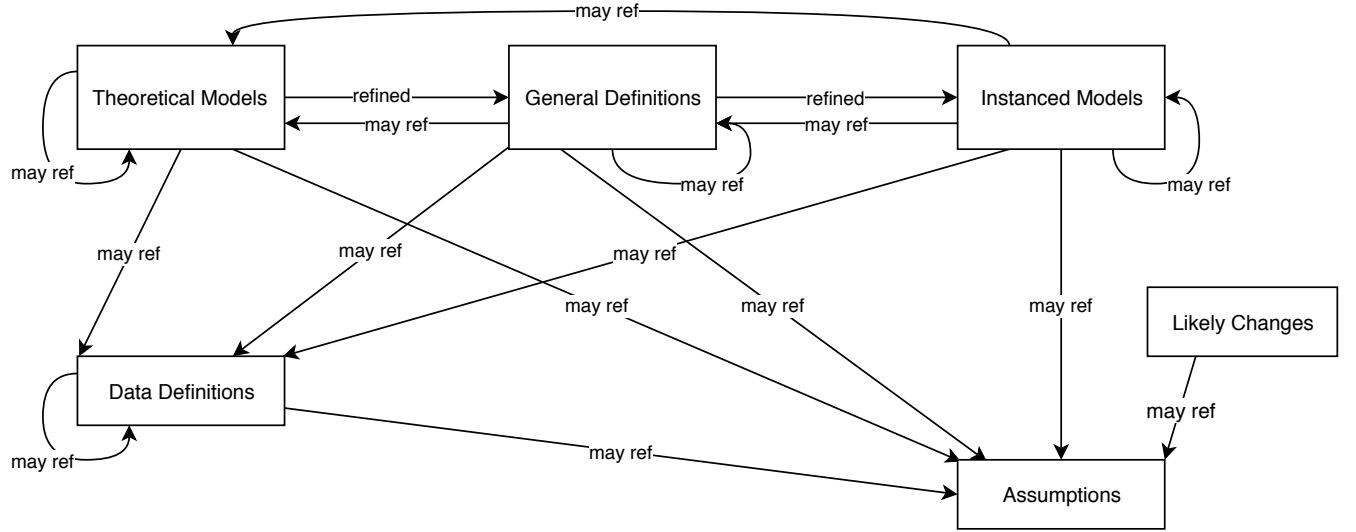 may ref
Theoretical Models
refined
General Definitions
refined
Instanced Models
may ref
may ref
may ref
may ref
may ref
may ref
may ref
may ref
may ref
may ref
may ref
Likely Changes
Data Definitions
may ref
may ref
may ref
Assumptions